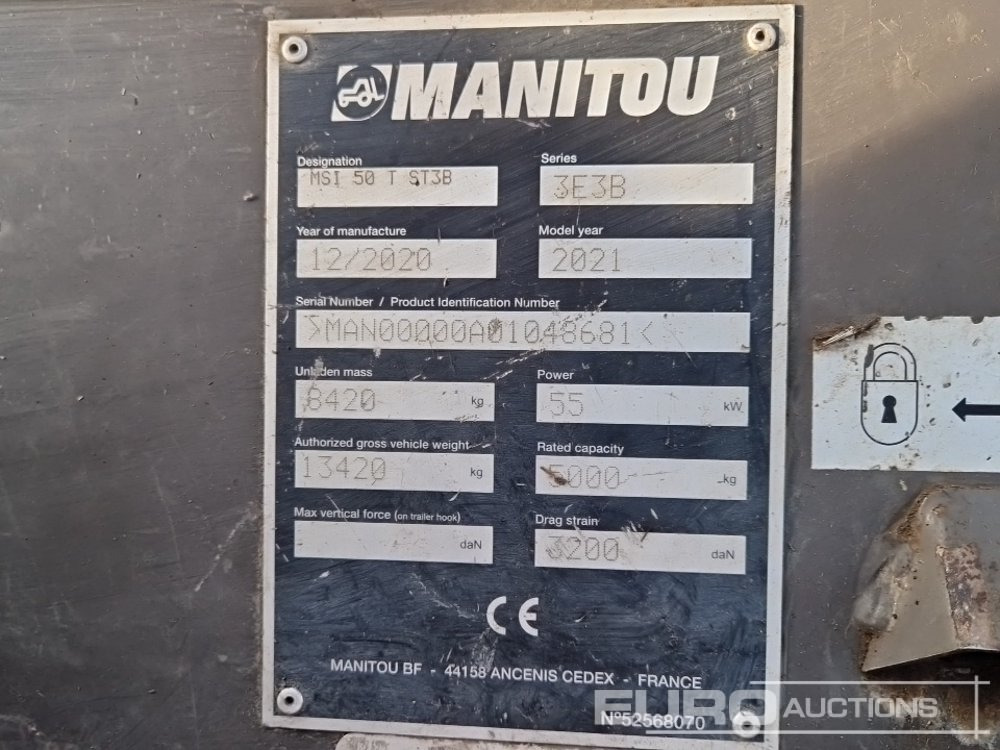 MANITOU
Designation Series
MSI 50 T ST3B 3E3B
Year of manufacture Model year
12/2020 2021
Serial Number / Product Identification Number
>MAN00000A01048681<
Unladen mass Power
8420 kg 55 kW
Authorized gross vehicle weight Rated capacity
13420 kg 5000 kg
Max vertical force (on trailer hook) Drag strain
daN 3200 daN
CE
MANITOU BF - 44158 ANCENIS CEDEX - FRANCE
N°52568070
EURO AUCTIONS